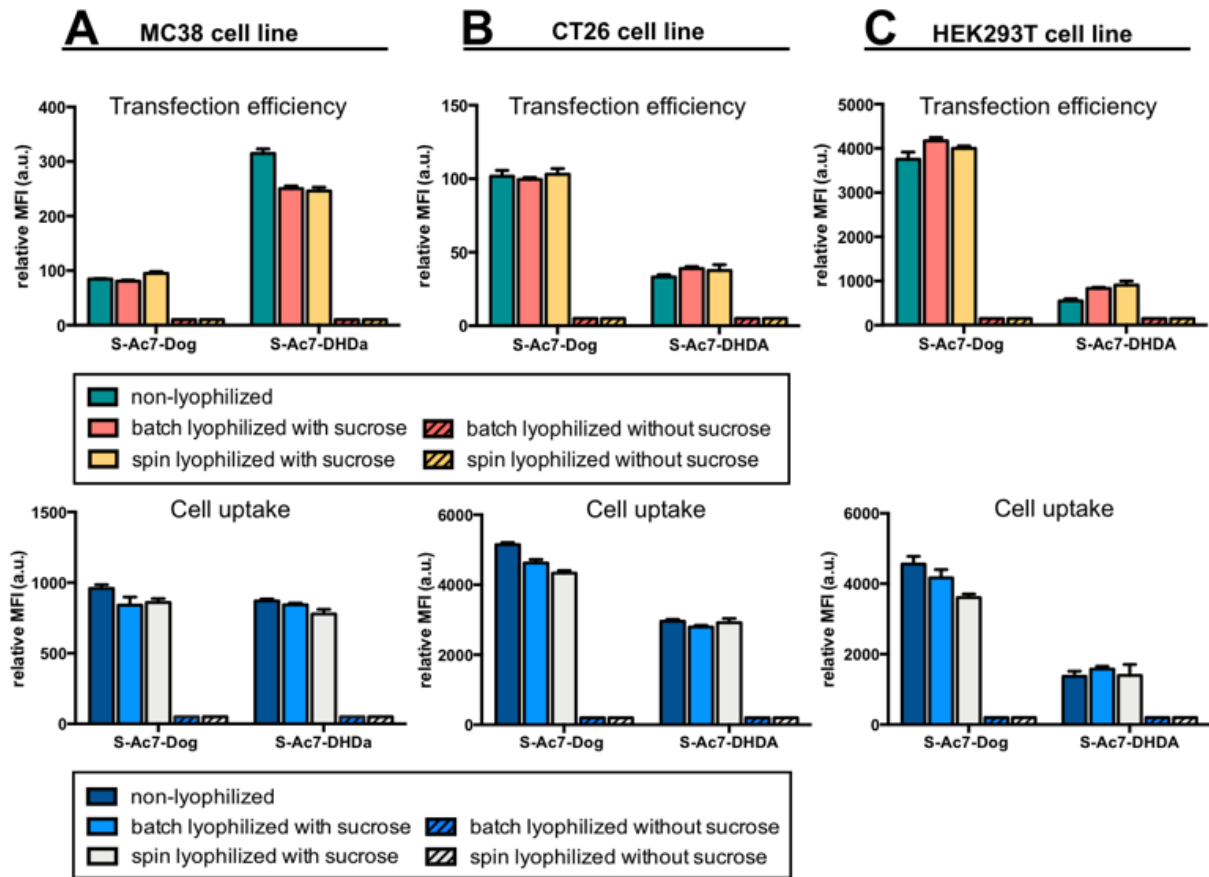 A MC38 cell line
B CT26 cell line
C HEK293T cell line
Transfection efficiency
relative MFI (a.u.)
400
300
200
100
0
S-Ac7-Dog
S-Ac7-DHDa
Transfection efficiency
relative MFI (a.u.)
150
100
50
0
S-Ac7-Dog
S-Ac7-DHDA
Transfection efficiency
relative MFI (a.u.)
5000
4000
3000
2000
1000
0
S-Ac7-Dog
S-Ac7-DHDA
non-lyophilized
batch lyophilized with sucrose
batch lyophilized without sucrose
spin lyophilized with sucrose
spin lyophilized without sucrose
Cell uptake
relative MFI (a.u.)
1500
1000
500
0
S-Ac7-Dog
S-Ac7-DHDa
Cell uptake
relative MFI (a.u.)
6000
4000
2000
0
S-Ac7-Dog
S-Ac7-DHDA
Cell uptake
relative MFI (a.u.)
6000
4000
2000
0
S-Ac7-Dog
S-Ac7-DHDA
non-lyophilized
batch lyophilized with sucrose
batch lyophilized without sucrose
spin lyophilized with sucrose
spin lyophilized without sucrose